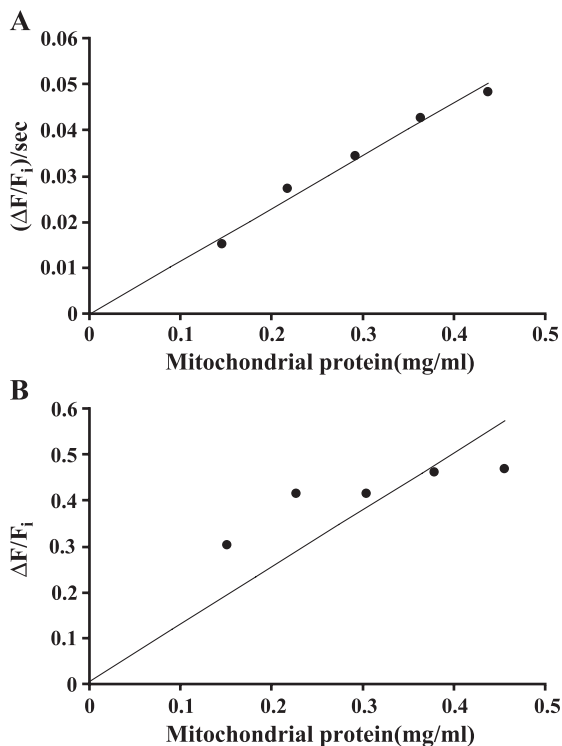 A
0.06
0.05
0.04
0.03
0.02
0.01
0
(ΔF/Fi)/sec
0 0.1 0.2 0.3 0.4 0.5
Mitochondrial protein(mg/ml)
B
0.6
0.5
0.4
0.3
0.2
0.1
0
ΔF/Fi
0 0.1 0.2 0.3 0.4 0.5
Mitochondrial protein(mg/ml)